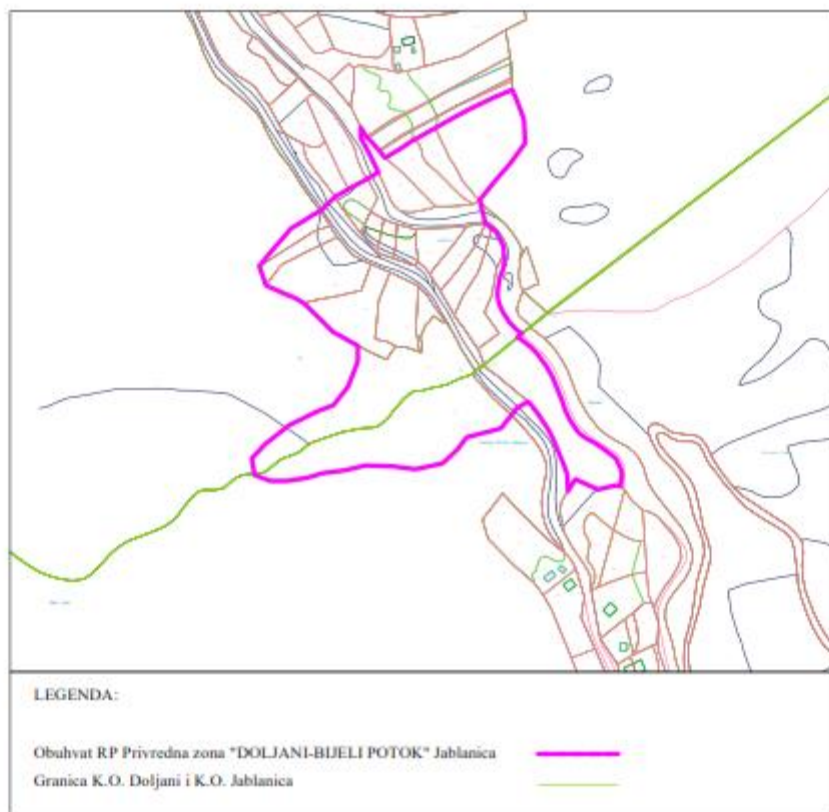 LEGENDA:
Obuhvat RP Privredna zona "DOLJANI-BIJELI POTOK" Jablanica
Granica K.O. Doljani i K.O. Jablanica